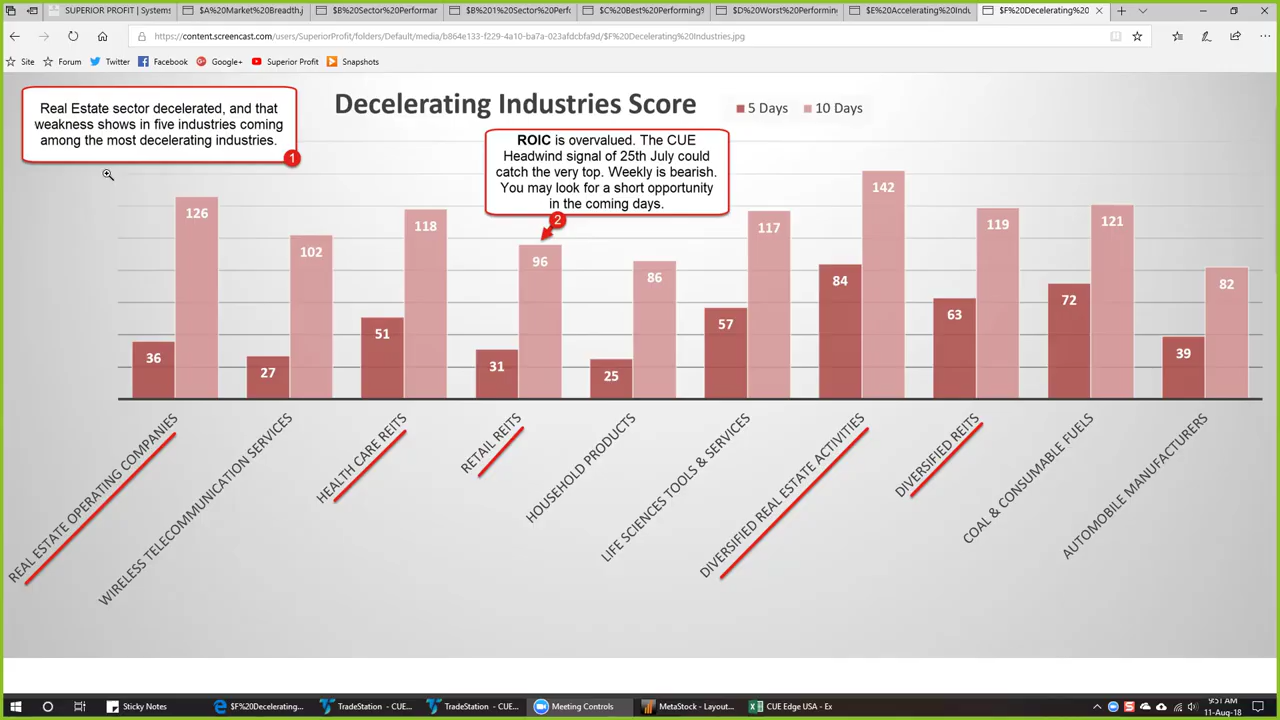 SUPERIOR PROFIT | Systems
$A%20Market%20Breadth.j
$B%20Sector%20Performar
$B%201%20Sector%20Perfo
$C%20Best%20Performing%
$D%20Worst%20Performin
$E%20Accelerating%20Indu
$F%20Decelerating%20
https://content.screencast.com/users/SuperiorProfit/folders/Default/media/b864e133-f229-4a10-ba7a-023afdcbfa9d/$F%20Decelerating%20Industries.jpg
Site Forum Twitter Facebook Google+ Superior Profit Snapshots
Decelerating Industries Score
5 Days 10 Days
Real Estate sector decelerated, and that
weakness shows in five industries coming
among the most decelerating industries.
1
ROIC is overvalued. The CUE
Headwind signal of 25th July could
catch the very top. Weekly is bearish.
You may look for a short opportunity
in the coming days.
2
36 126
27 102
51 118
31 96
25 86
57 117
84 142
63 119
72 121
39 82
REAL ESTATE OPERATING COMPANIES
WIRELESS TELECOMMUNICATION SERVICES
HEALTH CARE REITS
RETAIL REITS
HOUSEHOLD PRODUCTS
LIFE SCIENCES TOOLS & SERVICES
DIVERSIFIED REAL ESTATE ACTIVITIES
DIVERSIFIED REITS
COAL & CONSUMABLE FUELS
AUTOMOBILE MANUFACTURERS
Sticky Notes
$F%20Decelerating...
TradeStation - CUE...
TradeStation - CUE...
Meeting Controls
MetaStock - Layout...
CUE Edge USA - Ex
9:51 AM
11-Aug-18